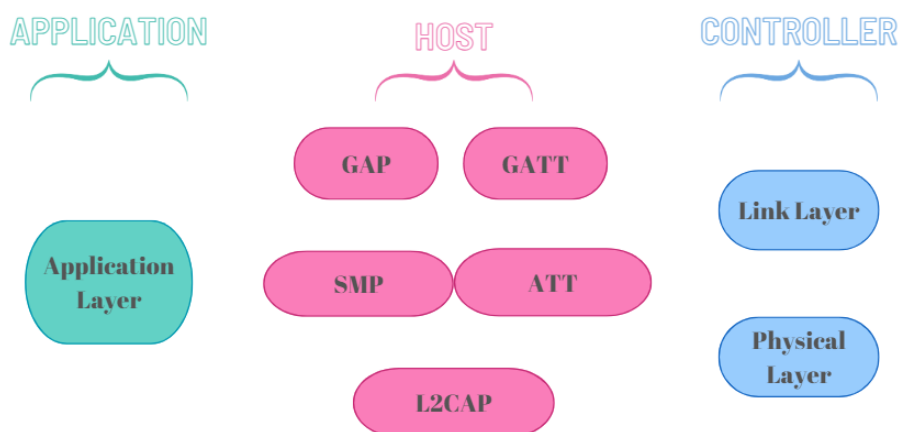 APPLICATION
HOST
CONTROLLER
Application
Layer
GAP
GATT
SMP
ATT
L2CAP
Link Layer
Physical
Layer